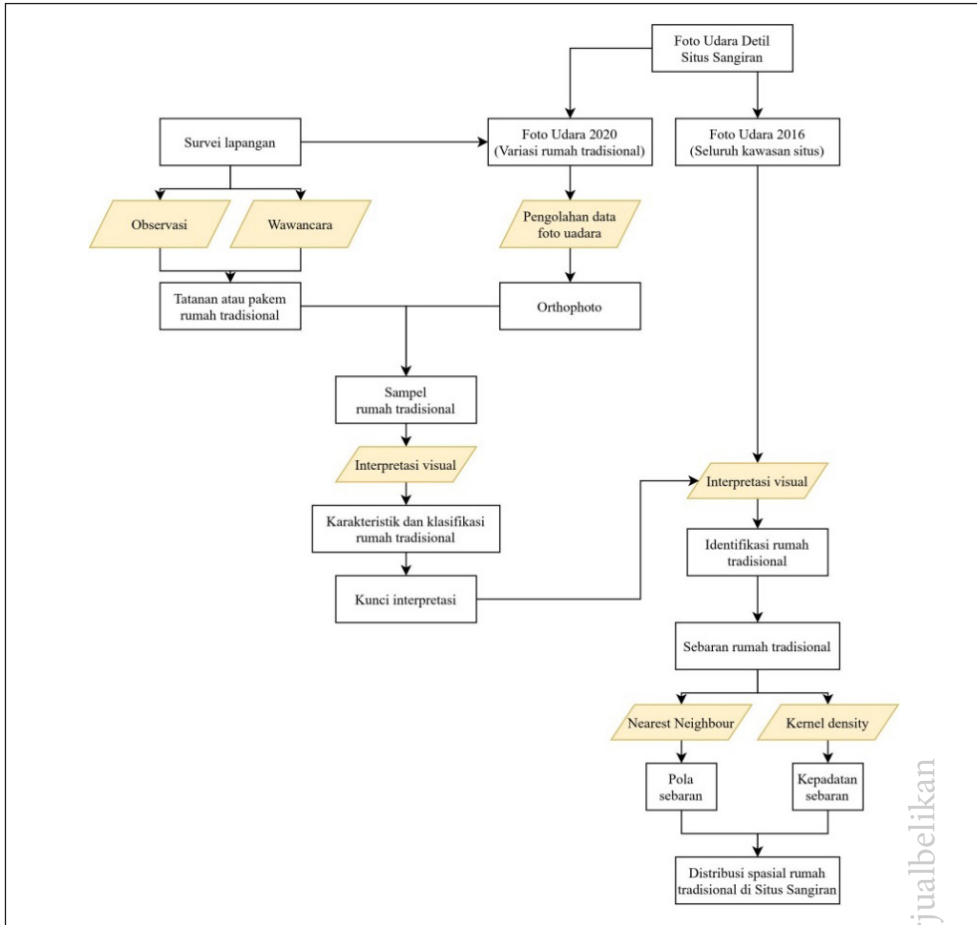 Foto Udara Detil
Situs Sangiran
Survei lapangan
Foto Udara 2020
(Variasi rumah tradisional)
Foto Udara 2016
(Seluruh kawasan situs)
Observasi
Wawancara
Pengolahan data
foto uadara
Tatanan atau pakem
rumah tradisional
Orthophoto
Sampel
rumah tradisional
Interpretasi visual
Interpretasi visual
Karakteristik dan klasifikasi
rumah tradisional
Identifikasi rumah
tradisional
Kunci interpretasi
Sebaran rumah tradisional
Nearest Neighbour
Kernel density
Pola
sebaran
Kepadatan
sebaran
Distribusi spasial rumah
tradisional di Situs Sangiran
rjualbelikan